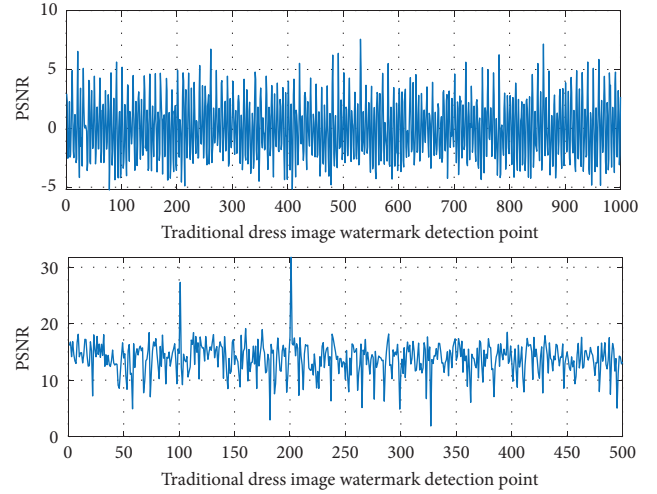 10
5
0
-5
PSNR
0 100 200 300 400 500 600 700 800 900 1000
Traditional dress image watermark detection point
30
20
10
0
PSNR
0 50 100 150 200 250 300 350 400 450 500
Traditional dress image watermark detection point